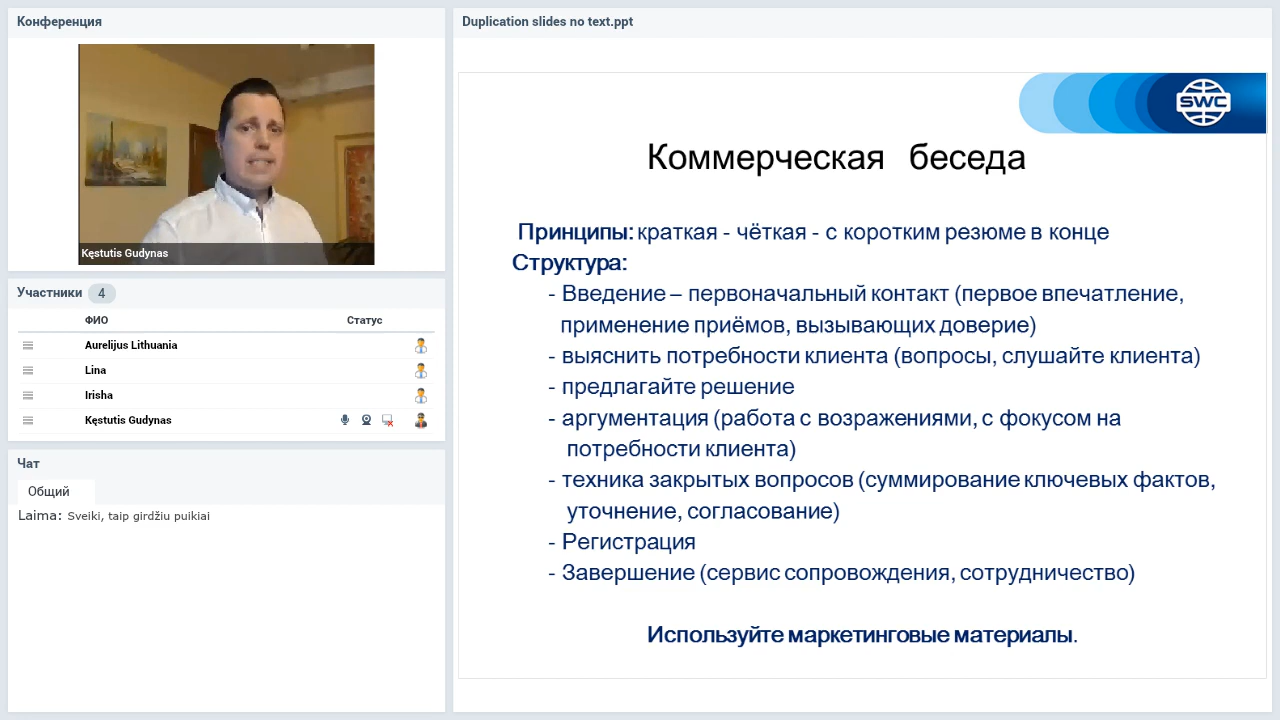 Конференция
Kęstutis Gudynas
Участники 4
ФИО Статус
Aurelijus Lithuania
Lina
Irisha
Kęstutis Gudynas
Чат
Общий
Laima: Sveiki, taip girdžiu puikiai
Duplication slides no text.ppt
SWC
Коммерческая беседа
Принципы: краткая - чёткая - с коротким резюме в конце
Структура:
- Введение – первоначальный контакт (первое впечатление,
применение приёмов, вызывающих доверие)
- выяснить потребности клиента (вопросы, слушайте клиента)
- предлагайте решение
- аргументация (работа с возражениями, с фокусом на
потребности клиента)
- техника закрытых вопросов (суммирование ключевых фактов,
уточнение, согласование)
- Регистрация
- Завершение (сервис сопровождения, сотрудничество)
Используйте маркетинговые материалы.